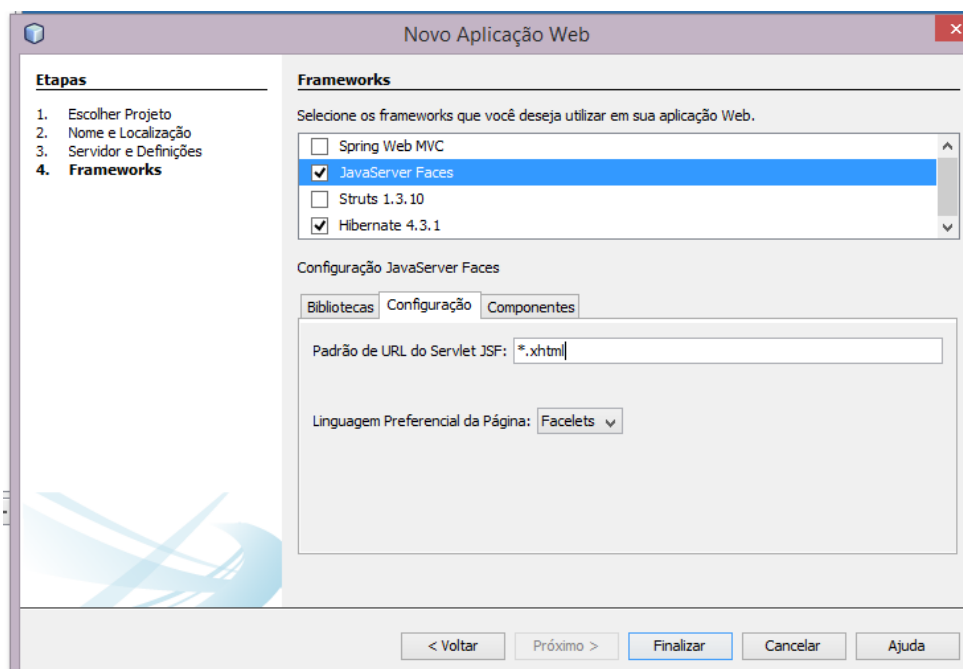 Novo Aplicação Web
Etapas
1. Escolher Projeto
2. Nome e Localização
3. Servidor e Definições
4. Frameworks
Frameworks
Selecione os frameworks que você deseja utilizar em sua aplicação Web.
Spring Web MVC
JavaServer Faces
Struts 1.3.10
Hibernate 4.3.1
Configuração JavaServer Faces
Bibliotecas Configuração Componentes
Padrão de URL do Servlet JSF: *.xhtml
Linguagem Preferencial da Página: Facelets
< Voltar Próximo > Finalizar Cancelar Ajuda